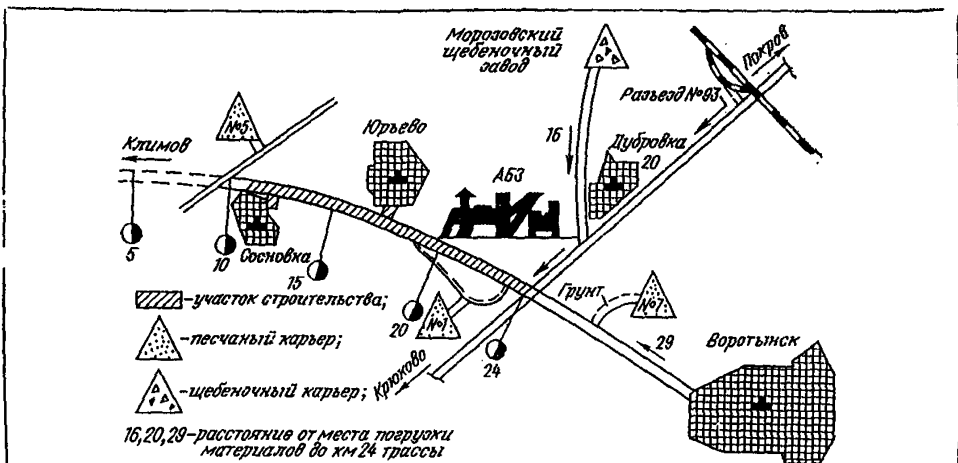 Морозовский
щебеночный
завод
Покров
Разъезд №93
№5
Климов
Юрьево
16
Дубровка
20
АБЗ
5
10
Сосновка
15
20
№1
Грунт
№7
29
Воротынск
24
Крюково
-участок строительства;
-песчаный карьер;
-щебеночный карьер;
16,20,29-расстояние от места погрузки
материалов до км 24 трассы